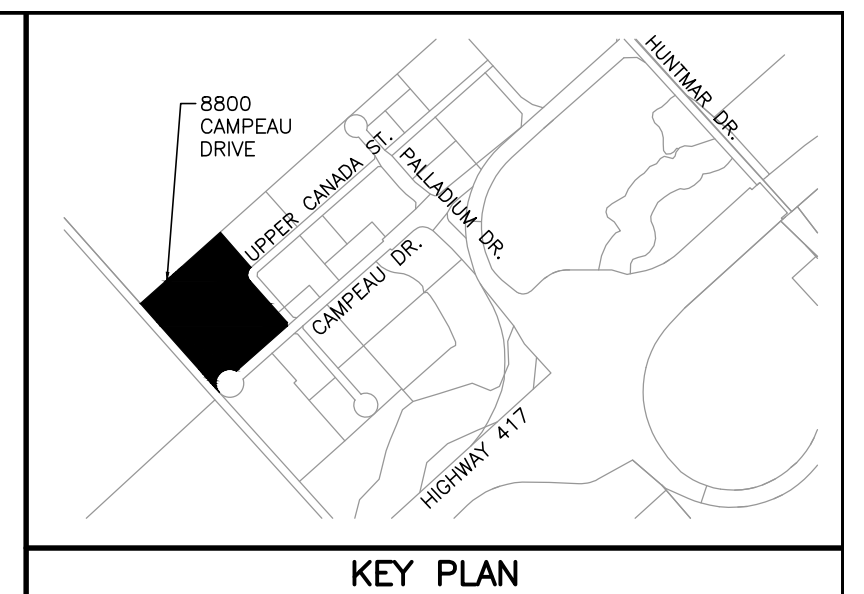 HUNTMAR DR.
8800
CAMPEAU
DRIVE
UPPER CANADA ST.
PALLADIUM DR.
CAMPEAU DR.
HIGHWAY 417
KEY PLAN